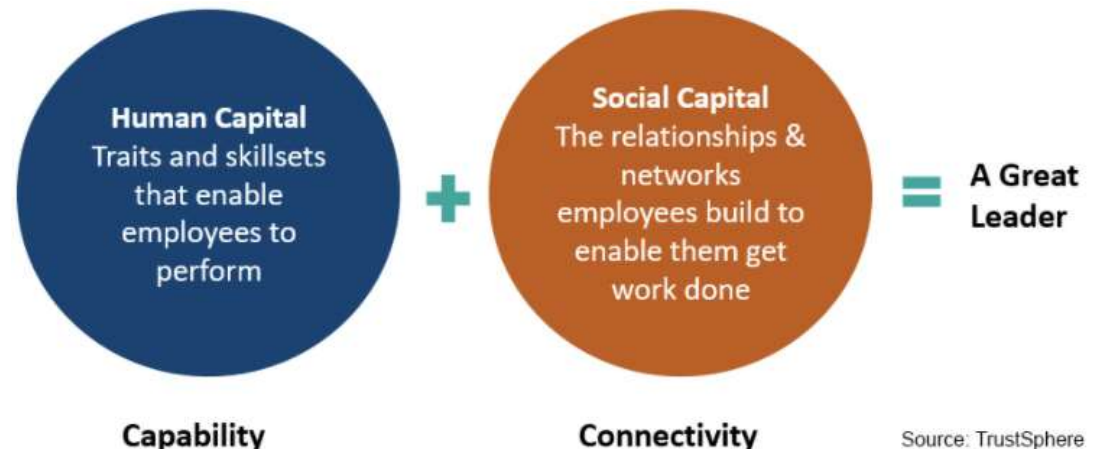 Human Capital
Traits and skillsets
that enable
employees to
perform
+
Social Capital
The relationships &
networks
employees build to
enable them get
work done
=
A Great
Leader
Capability
Connectivity
Source: TrustSphere